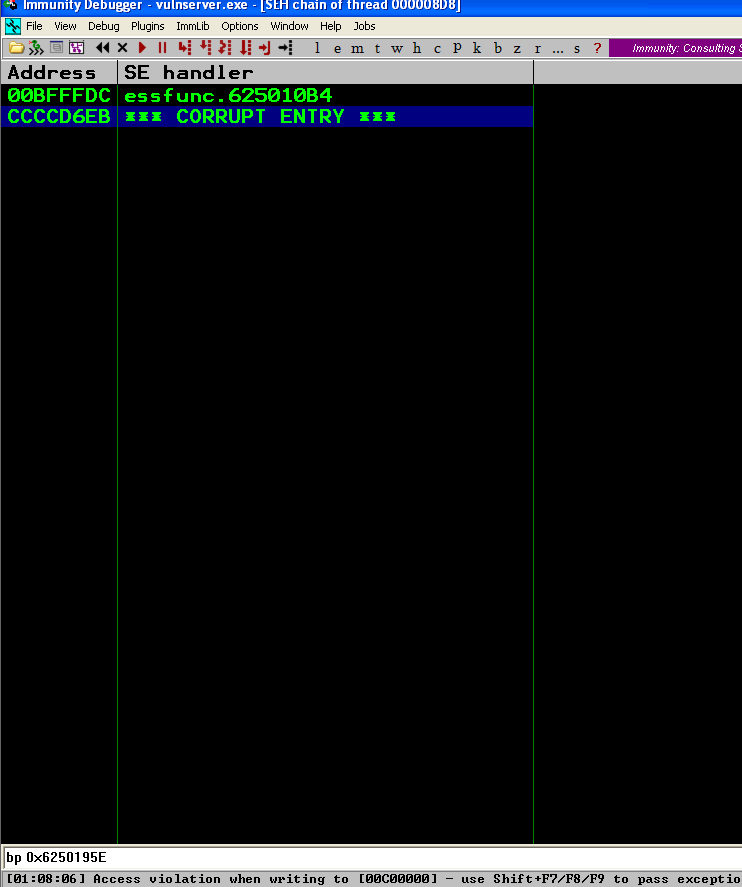 Immunity Debugger - vulnserver.exe - [SEH chain of thread 000008D8]
File View Debug Plugins ImmLib Options Window Help Jobs
l e m t w h c P k b z r ... s ? Immunity: Consulting S
Address SE handler
00BFFFDC essfunc.625010B4
CCCCD6EB *** CORRUPT ENTRY ***
bp 0x6250195E
[01:08:06] Access violation when writing to [00C00000] - use Shift+F7/F8/F9 to pass exceptio